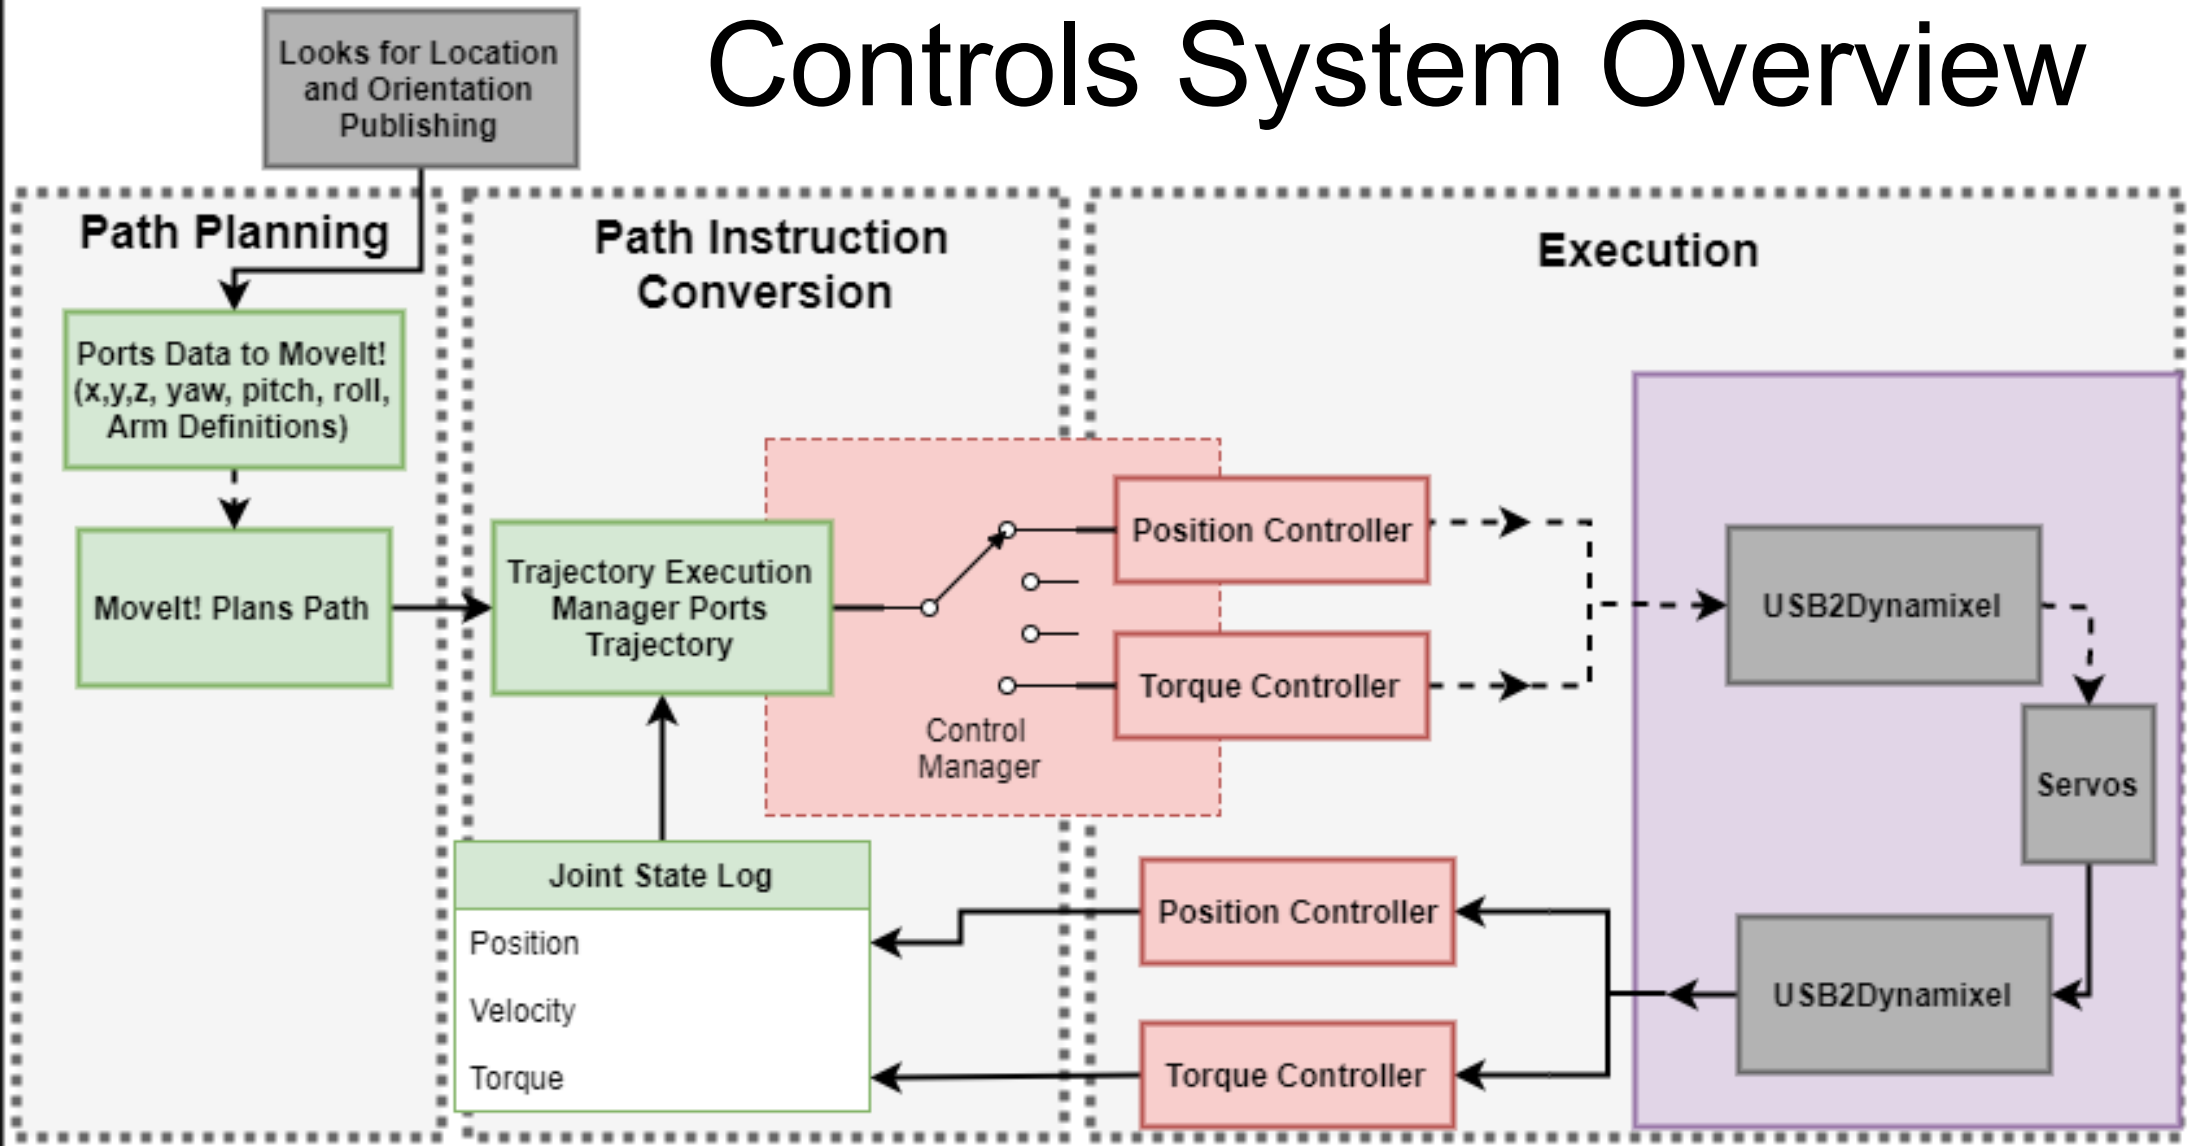 Controls System Overview
Looks for Location
and Orientation
Publishing
Path Planning
Ports Data to MoveIt!
(x,y,z, yaw, pitch, roll,
Arm Definitions)
MoveIt! Plans Path
Path Instruction
Conversion
Trajectory Execution
Manager Ports
Trajectory
Control
Manager
Joint State Log
Position
Velocity
Torque
Execution
Position Controller
Torque Controller
USB2Dynamixel
Servos
USB2Dynamixel
Position Controller
Torque Controller